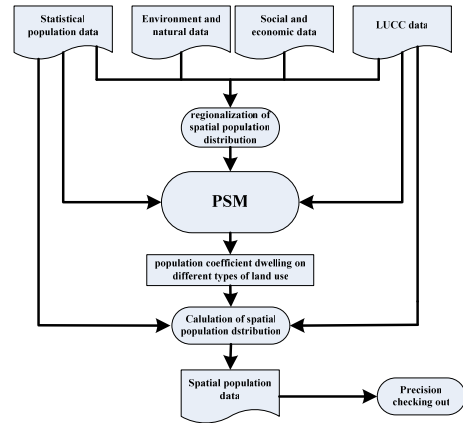 Statistical
population data
Environment and
natural data
Social and
economic data
LUCC data
regionalization of
spatial population
distribution
PSM
population coefficient dwelling on
different types of land use
Calulation of spatial
population dstribution
Spatial population
data
Precision
checking out